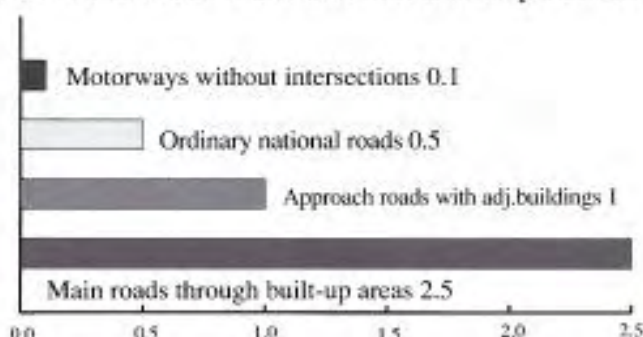 Motorways without intersections 0.1
Ordinary national roads 0.5
Approach roads with adj.buildings 1
Main roads through built-up areas 2.5
0.0 0.5 1.0 1.5 2.0 2.5